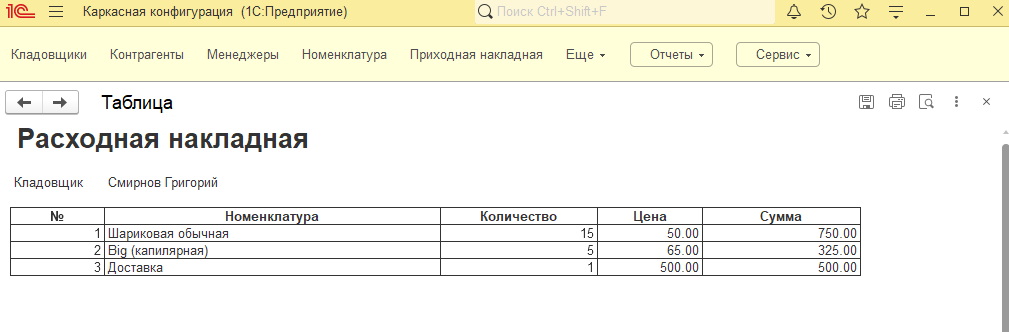 1С Каркасная конфигурация (1С:Предприятие) Поиск Ctrl+Shift+F
Кладовщики Контрагенты Менеджеры Номенклатура Приходная накладная Еще Отчеты Сервис
Таблица
Расходная накладная
Кладовщик Смирнов Григорий
№ Номенклатура Количество Цена Сумма
1 Шариковая обычная 15 50.00 750.00
2 Big (капилярная) 5 65.00 325.00
3 Доставка 1 500.00 500.00